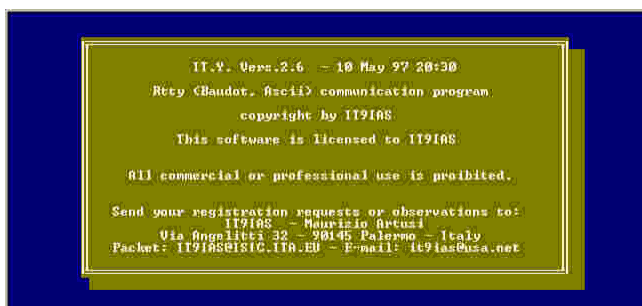 IT.Y. Vers.2.6 - 10 May 97 20:30
Rtty (Baudot, Ascii) communication program
copyright by IT9IAS
This software is licensed to IT9IAS
All commercial or professional use is proibited.
Send your registration requests or observations to:
IT9IAS - Maurizio Artusi
Via Angelitti 32 - 90145 Palermo - Italy
Packet: IT9IAS@ISIC.ITA.EU - E-mail: it9ias@usa.net